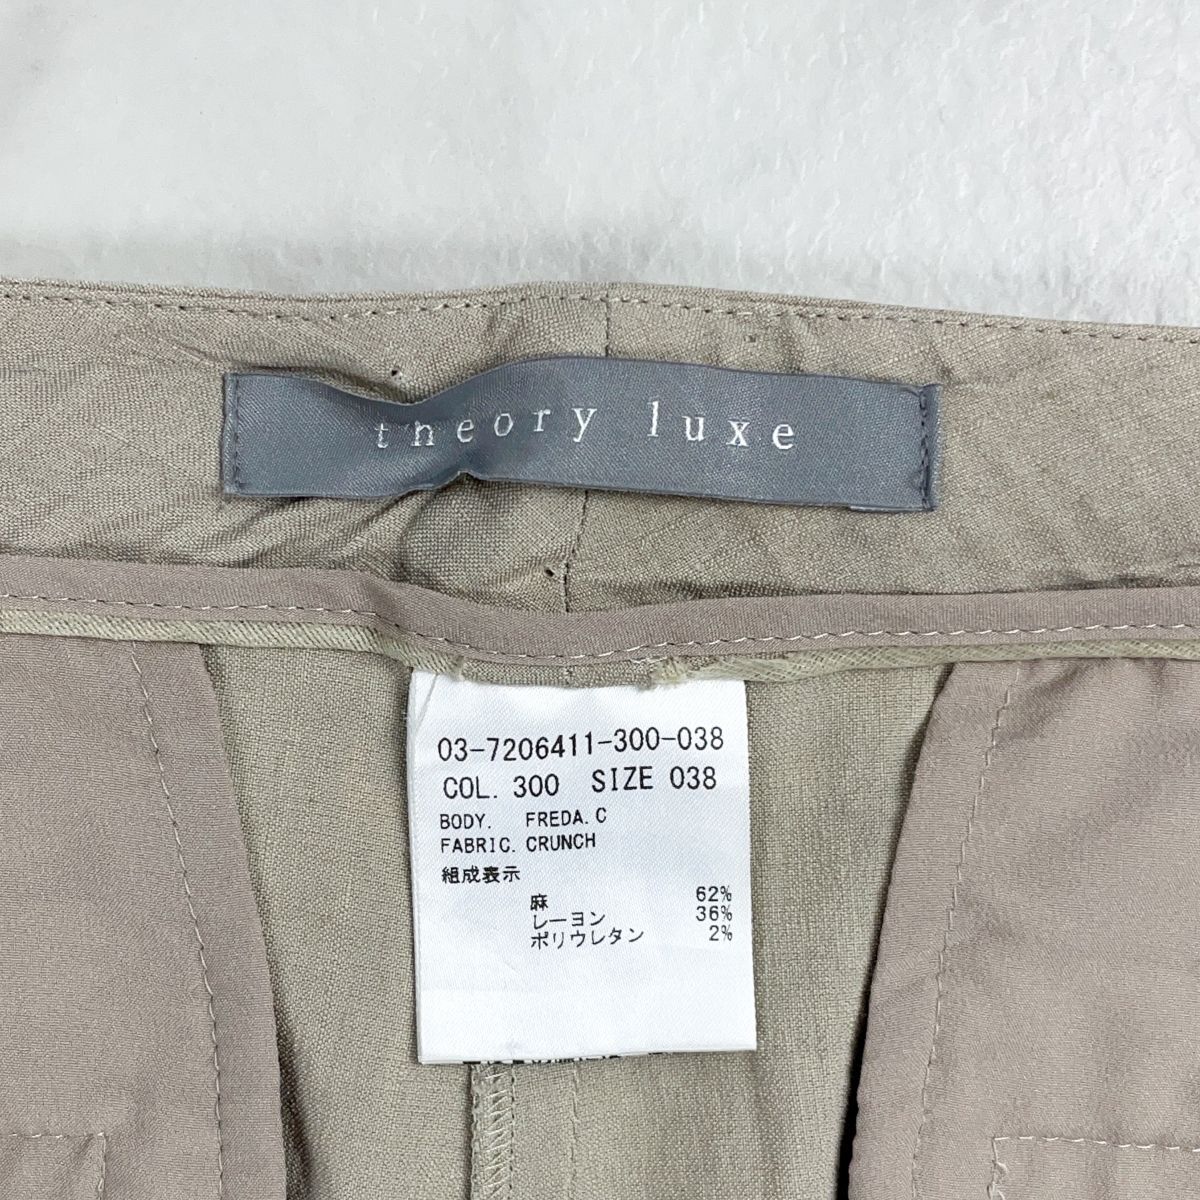 theory luxe
03-7206411-300-038
COL. 300 SIZE 038
BODY. FREDA.C
FABRIC. CRUNCH
組成表示
麻 62%
レーヨン 36%
ポリウレタン 2%